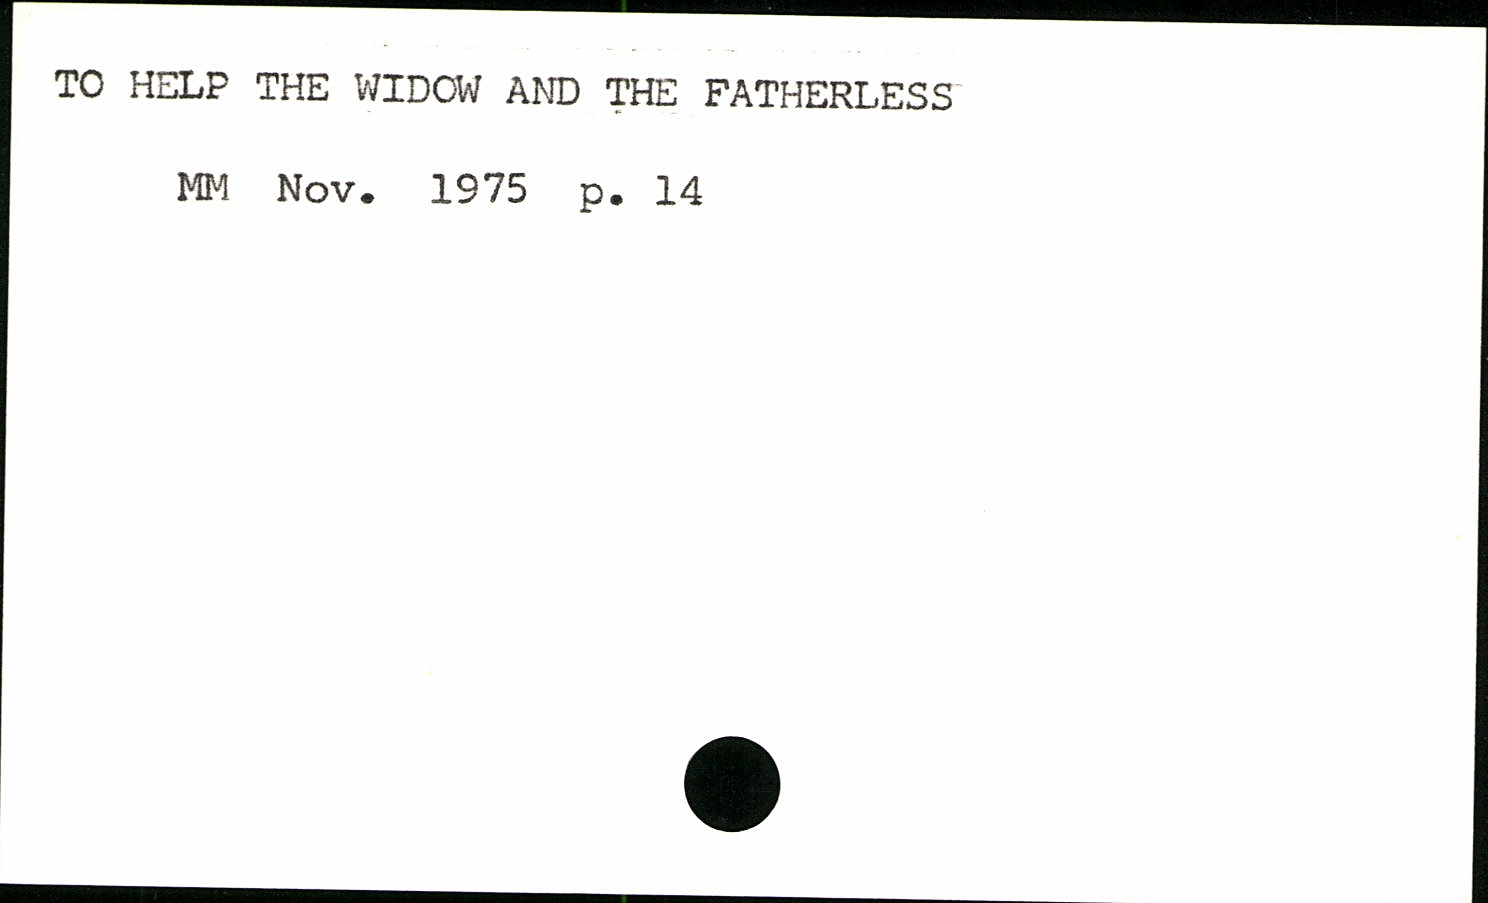 TO HELP THE WIDOW AND THE FATHERLESS
MM Nov. 1975 p. 14